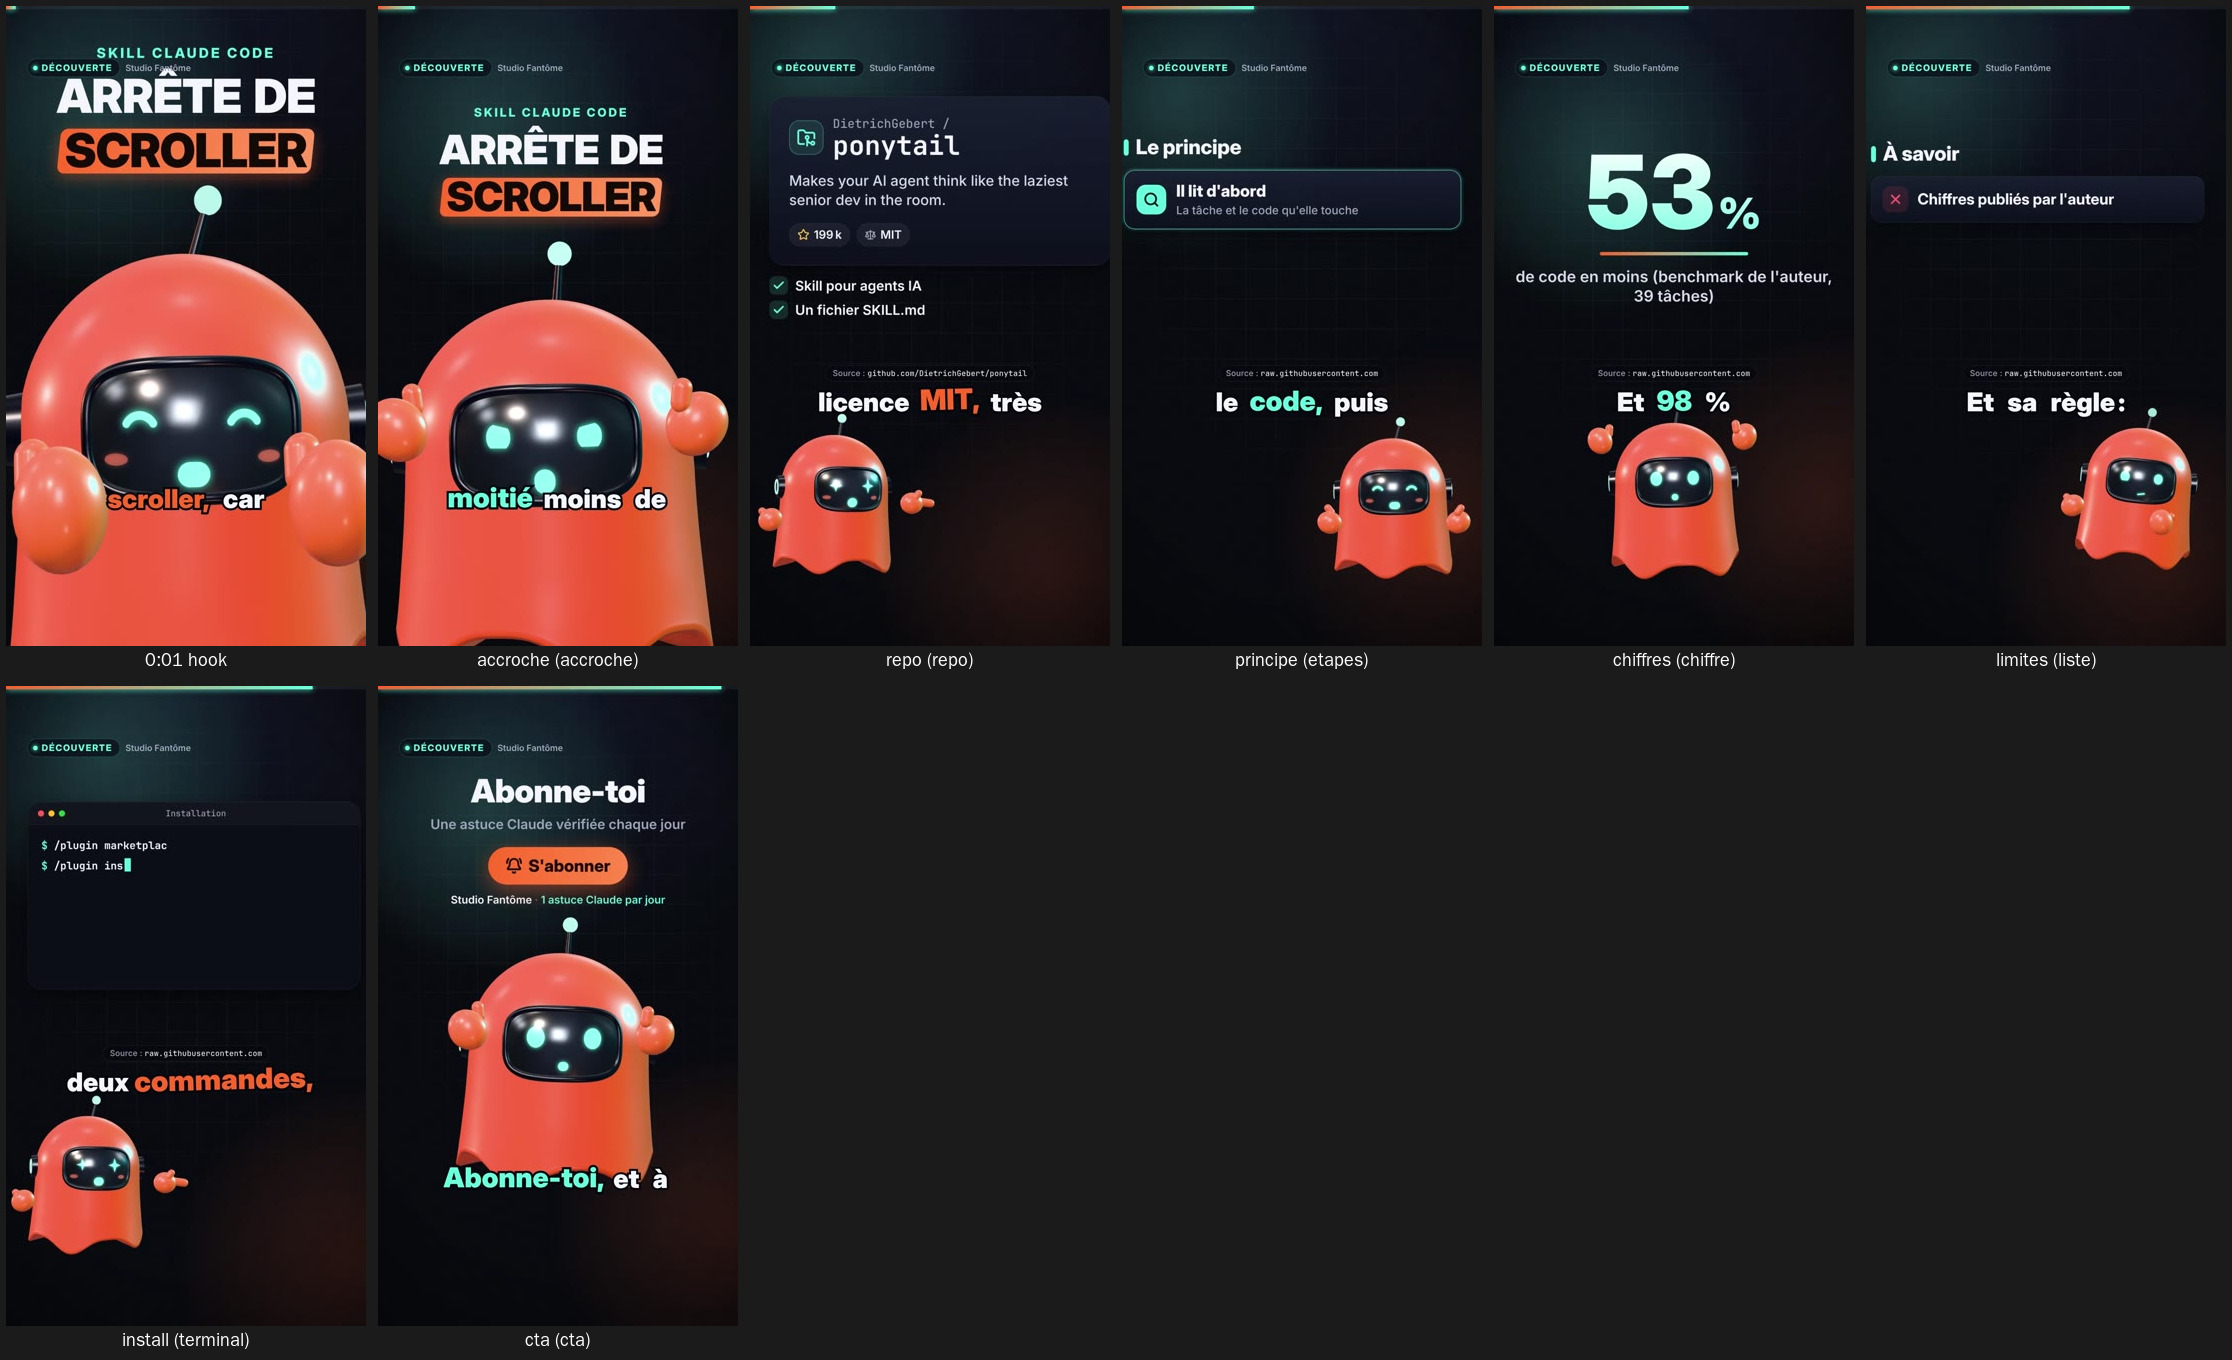 SKILL CLAUDE CODE
DÉCOUVERTE Studio Fantôme
ARRÊTE DE
SCROLLER
scroller, car
0:01 hook
DÉCOUVERTE Studio Fantôme
SKILL CLAUDE CODE
ARRÊTE DE
SCROLLER
moitié moins de
accroche (accroche)
DÉCOUVERTE Studio Fantôme
DietrichGebert /
ponytail
Makes your AI agent think like the laziest
senior dev in the room.
199k MIT
Skill pour agents IA
Un fichier SKILL.md
Source : github.com/DietrichGebert/ponytail
licence MIT, très
repo (repo)
DÉCOUVERTE Studio Fantôme
Le principe
Il lit d'abord
La tâche et le code qu'elle touche
Source : raw.githubusercontent.com
le code, puis
principe (etapes)
DÉCOUVERTE Studio Fantôme
53%
de code en moins (benchmark de l'auteur,
39 tâches)
Source : raw.githubusercontent.com
Et 98 %
chiffres (chiffre)
DÉCOUVERTE Studio Fantôme
À savoir
Chiffres publiés par l'auteur
Source : raw.githubusercontent.com
Et sa règle:
limites (liste)
DÉCOUVERTE Studio Fantôme
Installation
$ /plugin marketplac
$ /plugin ins
Source : raw.githubusercontent.com
deux commandes,
install (terminal)
DÉCOUVERTE Studio Fantôme
Abonne-toi
Une astuce Claude vérifiée chaque jour
S'abonner
Studio Fantôme · 1 astuce Claude par jour
Abonne-toi, et à
cta (cta)